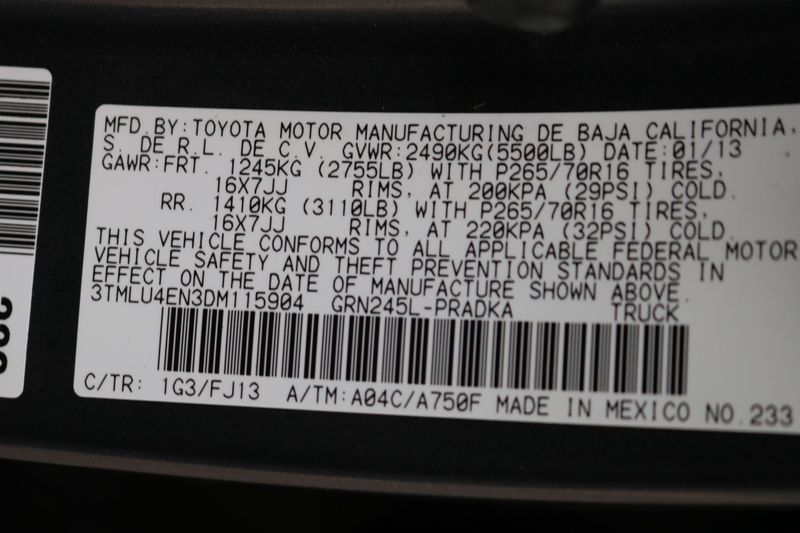 MFD. BY: TOYOTA MOTOR MANUFACTURING DE BAJA CALIFORNIA,
S. DE R.L. DE C.V. GVWR:2490KG(5500LB) DATE:01/13
GAWR:FRT. 1245KG (2755LB) WITH P265/70R16 TIRES,
16X7JJ RIMS, AT 200KPA (29PSI) COLD.
RR. 1410KG (3110LB) WITH P265/70R16 TIRES,
16X7JJ RIMS, AT 220KPA (32PSI) COLD.
THIS VEHICLE CONFORMS TO ALL APPLICABLE FEDERAL MOTOR
VEHICLE SAFETY AND THEFT PREVENTION STANDARDS IN
EFFECT ON THE DATE OF MANUFACTURE SHOWN ABOVE.
3TMLU4EN3DM115904 GRN245L-PRADKA TRUCK
C/TR: 1G3/FJ13 A/TM:A04C/A750F MADE IN MEXICO NO.233